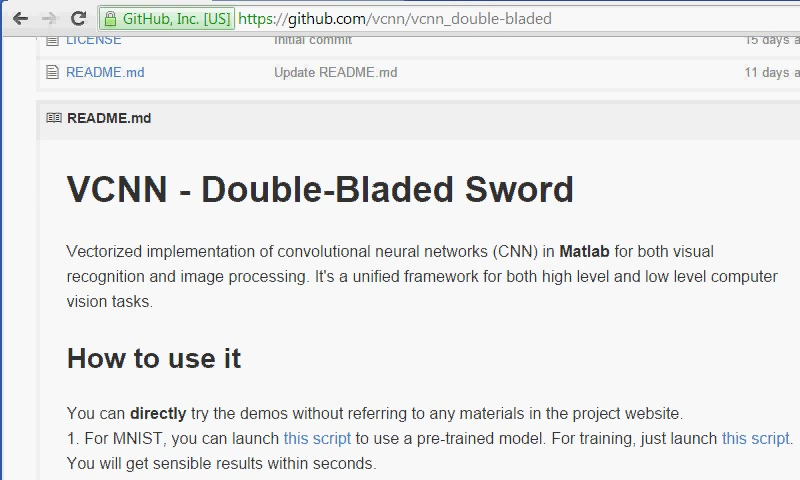 GitHub, Inc. [US] https://github.com/vcnn/vcnn_double-bladed
LICENSE Initial commit 15 days a
README.md Update README.md 11 days a
README.md
VCNN - Double-Bladed Sword
Vectorized implementation of convolutional neural networks (CNN) in Matlab for both visual
recognition and image processing. It's a unified framework for both high level and low level computer
vision tasks.
How to use it
You can directly try the demos without referring to any materials in the project website.
1. For MNIST, you can launch this script to use a pre-trained model. For training, just launch this script.
You will get sensible results within seconds.